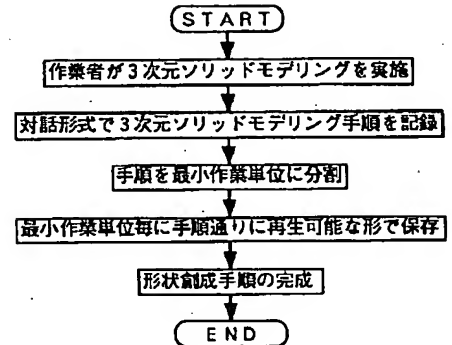 START
作業者が3次元ソリッドモデリングを実施
対話形式で3次元ソリッドモデリング手順を記録
手順を最小作業単位に分割
最小作業単位毎に手順通りに再生可能な形で保存
形状創成手順の完成
END